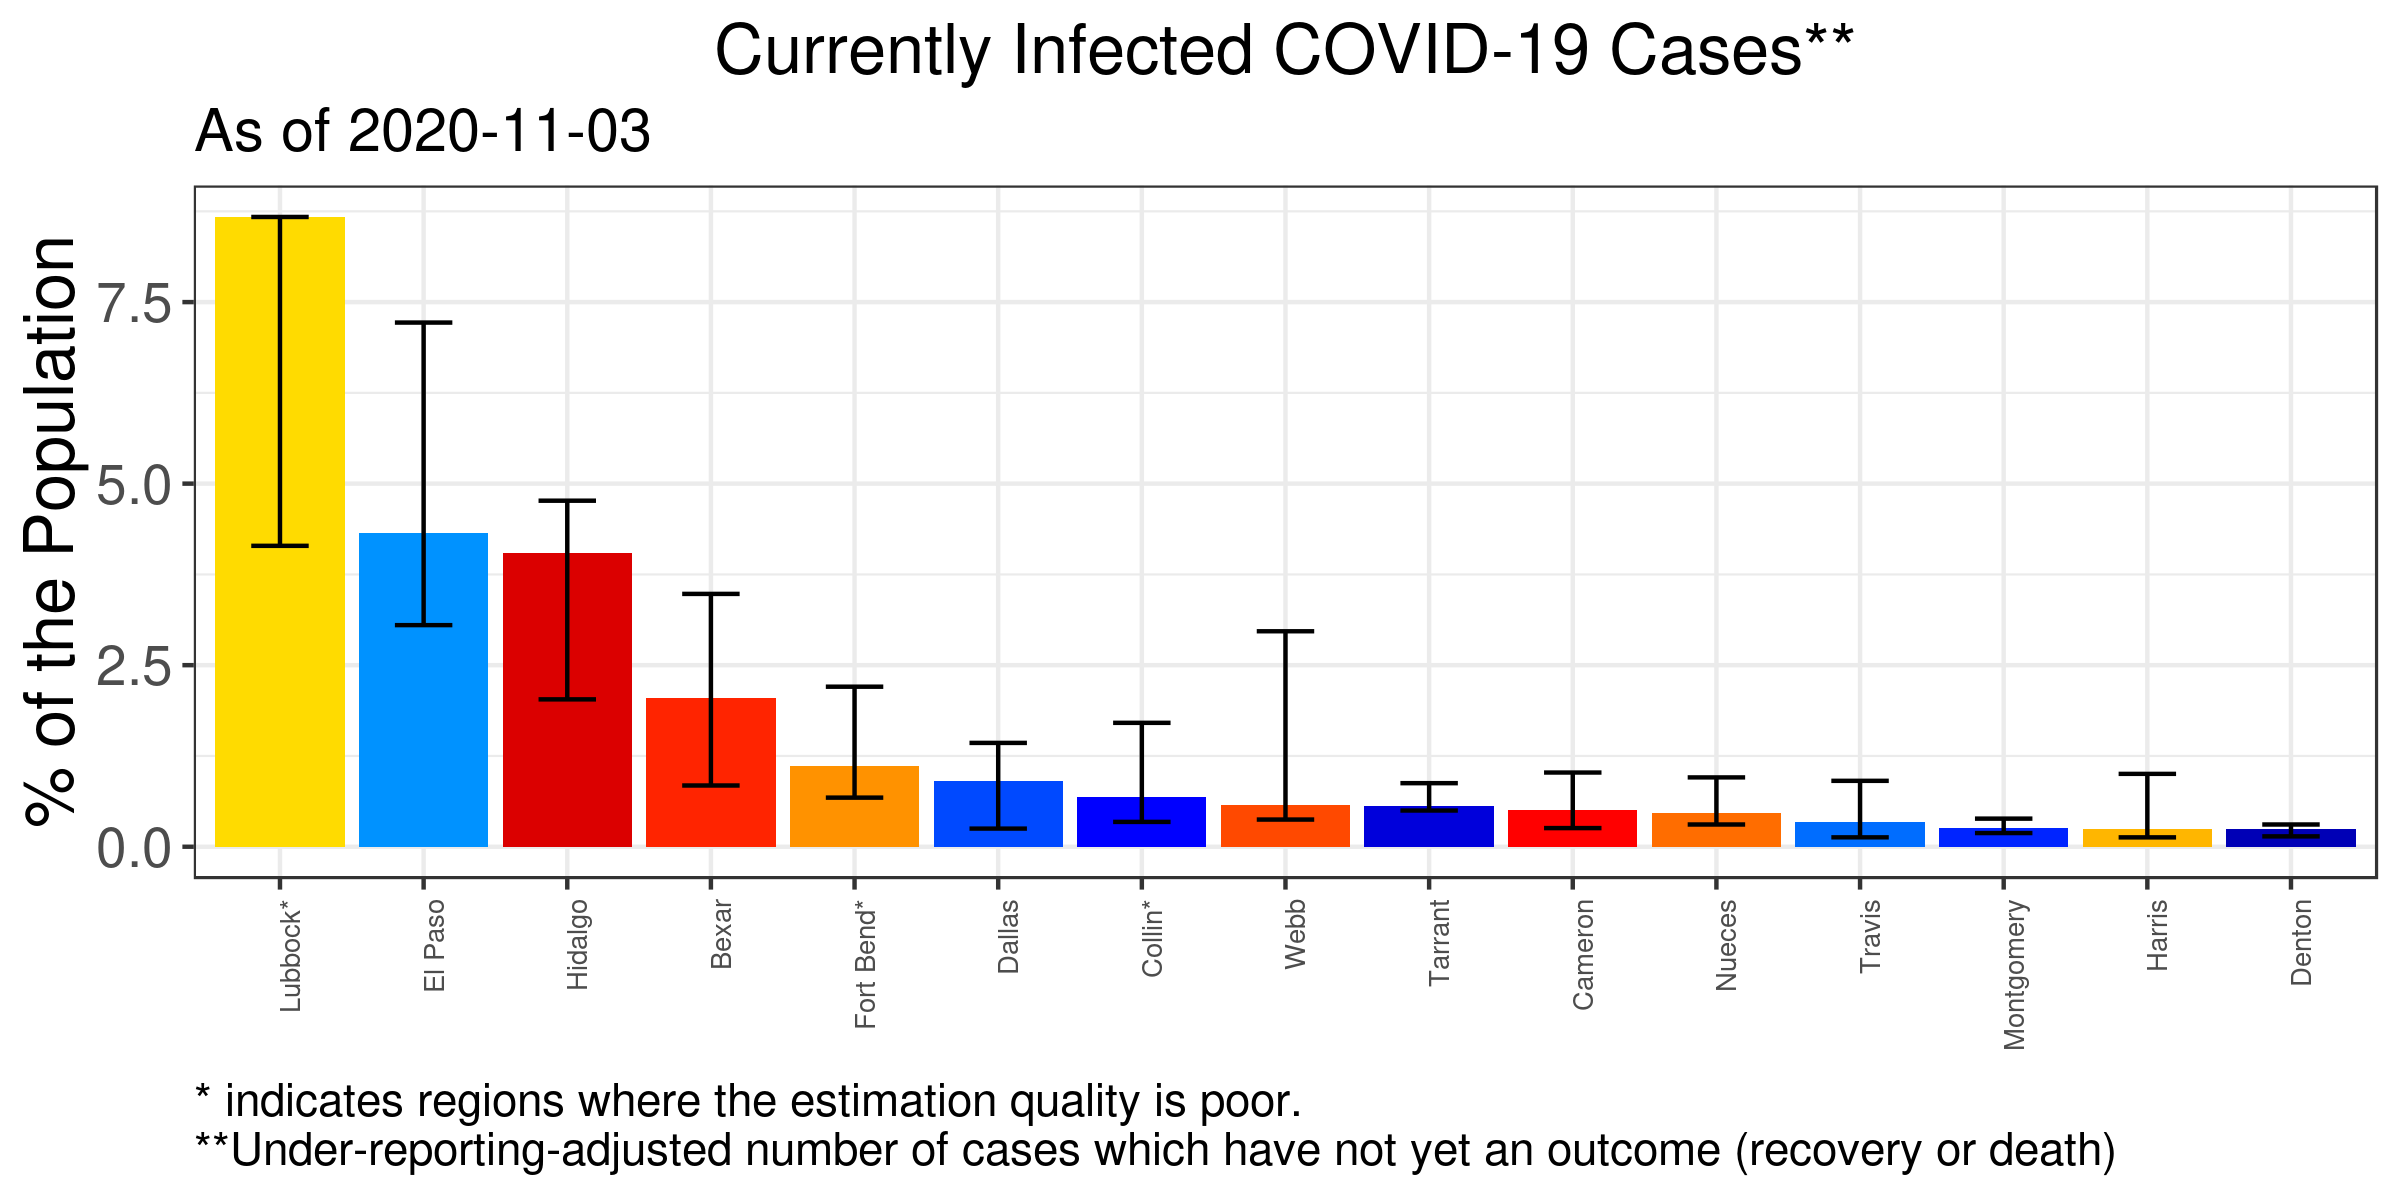 Currently Infected COVID-19 Cases**
As of 2020-11-03
% of the Population
7.5
5.0
2.5
0.0
Lubbock*
El Paso
Hidalgo
Bexar
Fort Bend*
Dallas
Collin*
Webb
Tarrant
Cameron
Nueces
Travis
Montgomery
Harris
Denton
* indicates regions where the estimation quality is poor.
**Under-reporting-adjusted number of cases which have not yet an outcome (recovery or death)